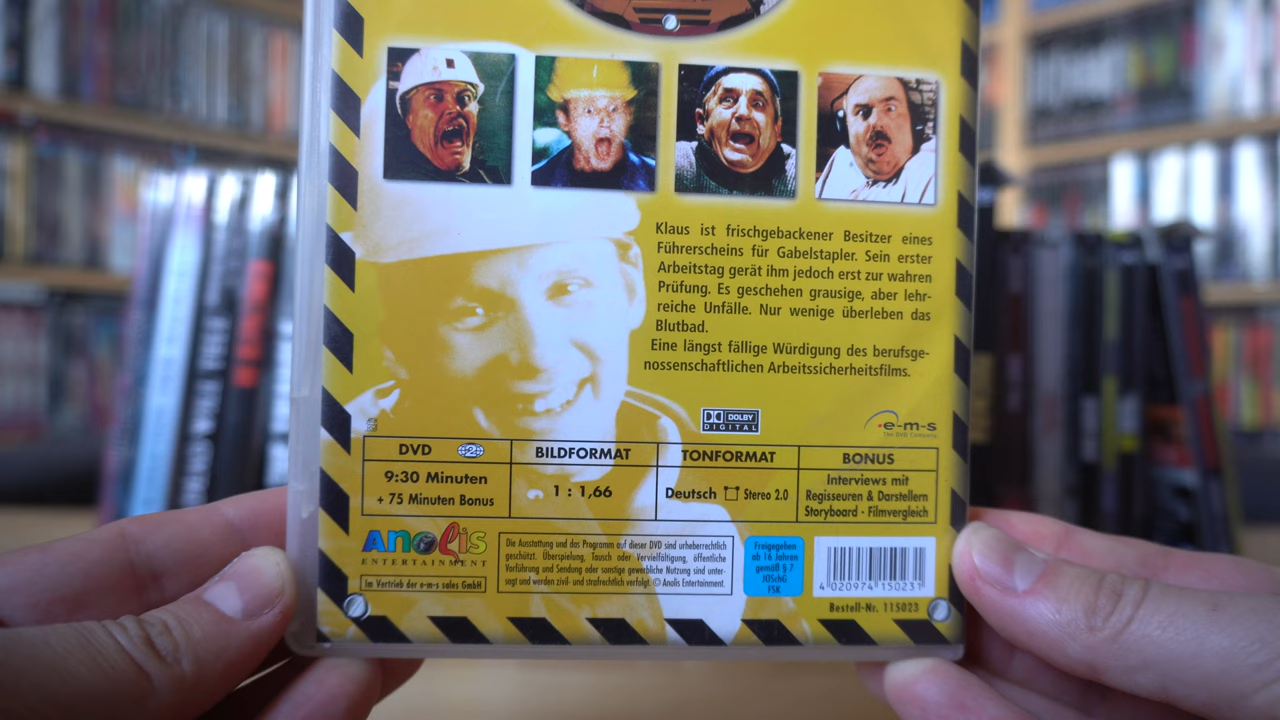 Klaus ist frischgebackener Besitzer eines
Führerscheins für Gabelstapler. Sein erster
Arbeitstag gerät ihm jedoch erst zur wahren
Prüfung. Es geschehen grausige, aber lehr-
reiche Unfälle. Nur wenige überleben das
Blutbad.
Eine längst fällige Würdigung des berufsge-
nossenschaftlichen Arbeitssicherheitsfilms.
DOLBY
DIGITAL
e-m-s
The DVD Company
DVD 2 BILDFORMAT TONFORMAT BONUS
9:30 Minuten
+ 75 Minuten Bonus
1 : 1,66
Deutsch Stereo 2.0
Interviews mit
Regisseuren & Darstellern
Storyboard - Filmvergleich
ANOLIS
ENTERTAINMENT
Im Vertrieb der e-m-s sales GmbH
Die Ausstattung und das Programm auf dieser DVD sind urheberrechtlich
geschützt. Überspielung, Tausch oder Vervielfältigung, öffentliche
Vorführung und Sendung oder sonstige gewerbliche Nutzung sind unter-
sagt und werden zivil- und strafrechtlich verfolgt. © Anolis Entertainment.
Freigegeben
ab 16 Jahren
gemäß § 7
JÖSchG
FSK
4 020974 150231
Bestell-Nr. 115023